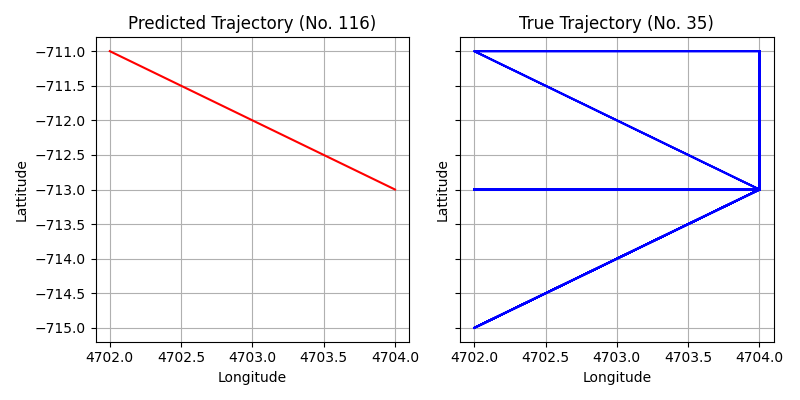 Predicted Trajectory (No. 116)
True Trajectory (No. 35)
Lattitude
−711.0
−711.5
−712.0
−712.5
−713.0
−713.5
−714.0
−714.5
−715.0
4702.0 4702.5 4703.0 4703.5 4704.0
Longitude
Lattitude
4702.0 4702.5 4703.0 4703.5 4704.0
Longitude